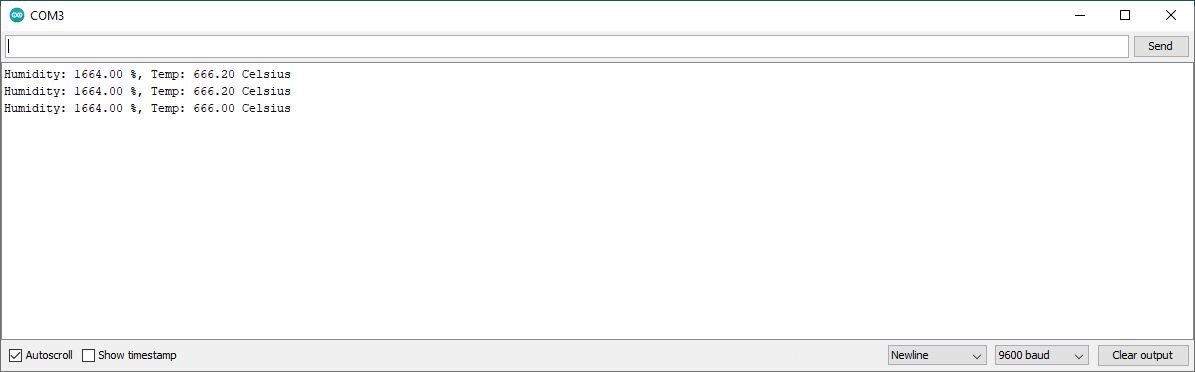 COM3
Send
Humidity: 1664.00 %, Temp: 666.20 Celsius
Humidity: 1664.00 %, Temp: 666.20 Celsius
Humidity: 1664.00 %, Temp: 666.00 Celsius
Autoscroll Show timestamp Newline 9600 baud Clear output